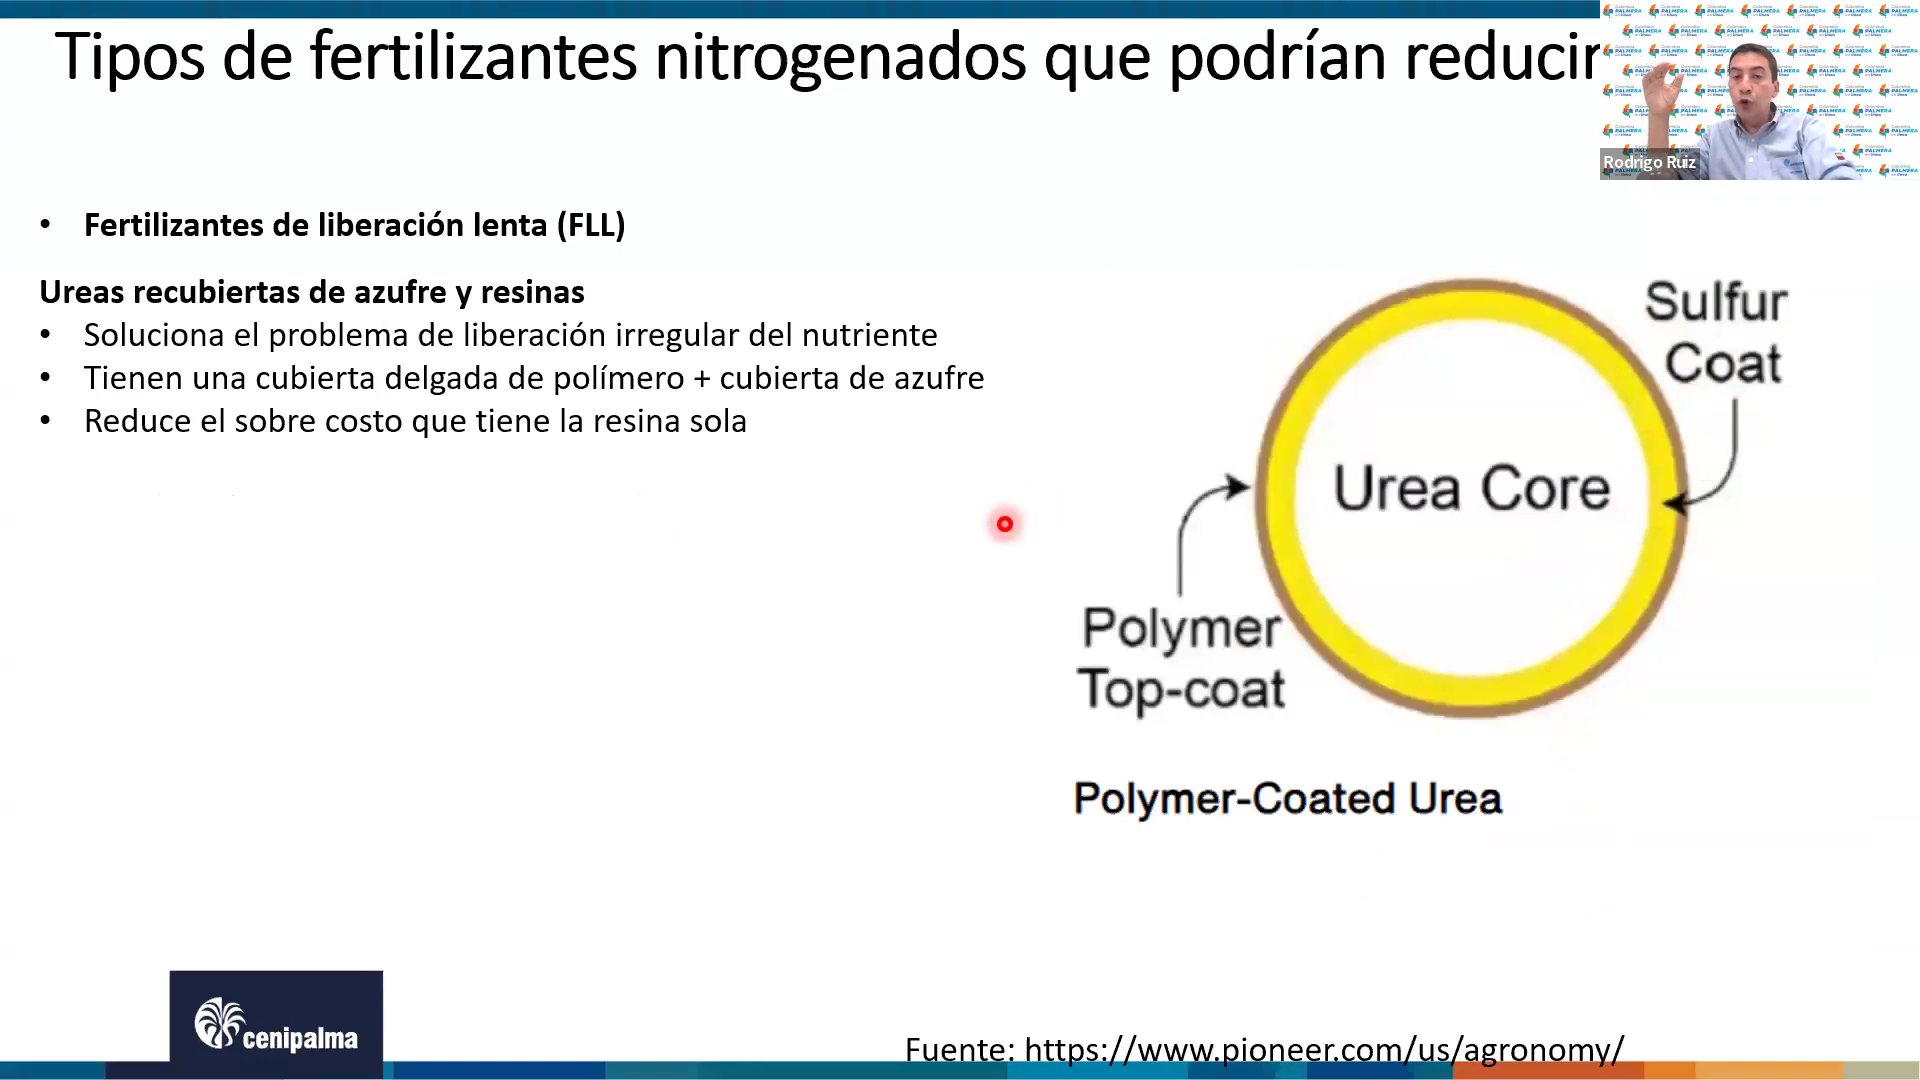 Tipos de fertilizantes nitrogenados que podrían reducir
Rodrigo Ruiz
• Fertilizantes de liberación lenta (FLL)
Ureas recubiertas de azufre y resinas
• Soluciona el problema de liberación irregular del nutriente
• Tienen una cubierta delgada de polímero + cubierta de azufre
• Reduce el sobre costo que tiene la resina sola
Sulfur
Coat
Urea Core
Polymer
Top-coat
Polymer-Coated Urea
cenipalma
Fuente: https://www.pioneer.com/us/agronomy/